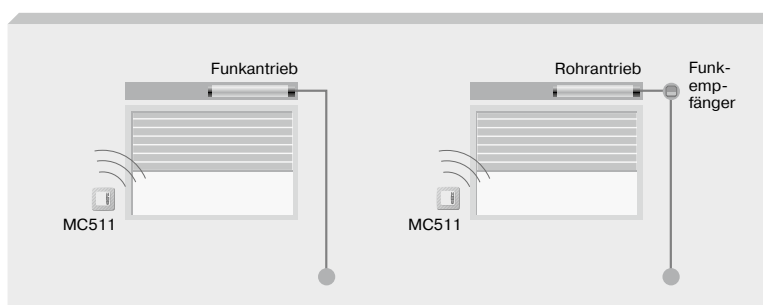 Funkantrieb
MC511
Rohrantrieb
Funk-
emp-
fänger
MC511